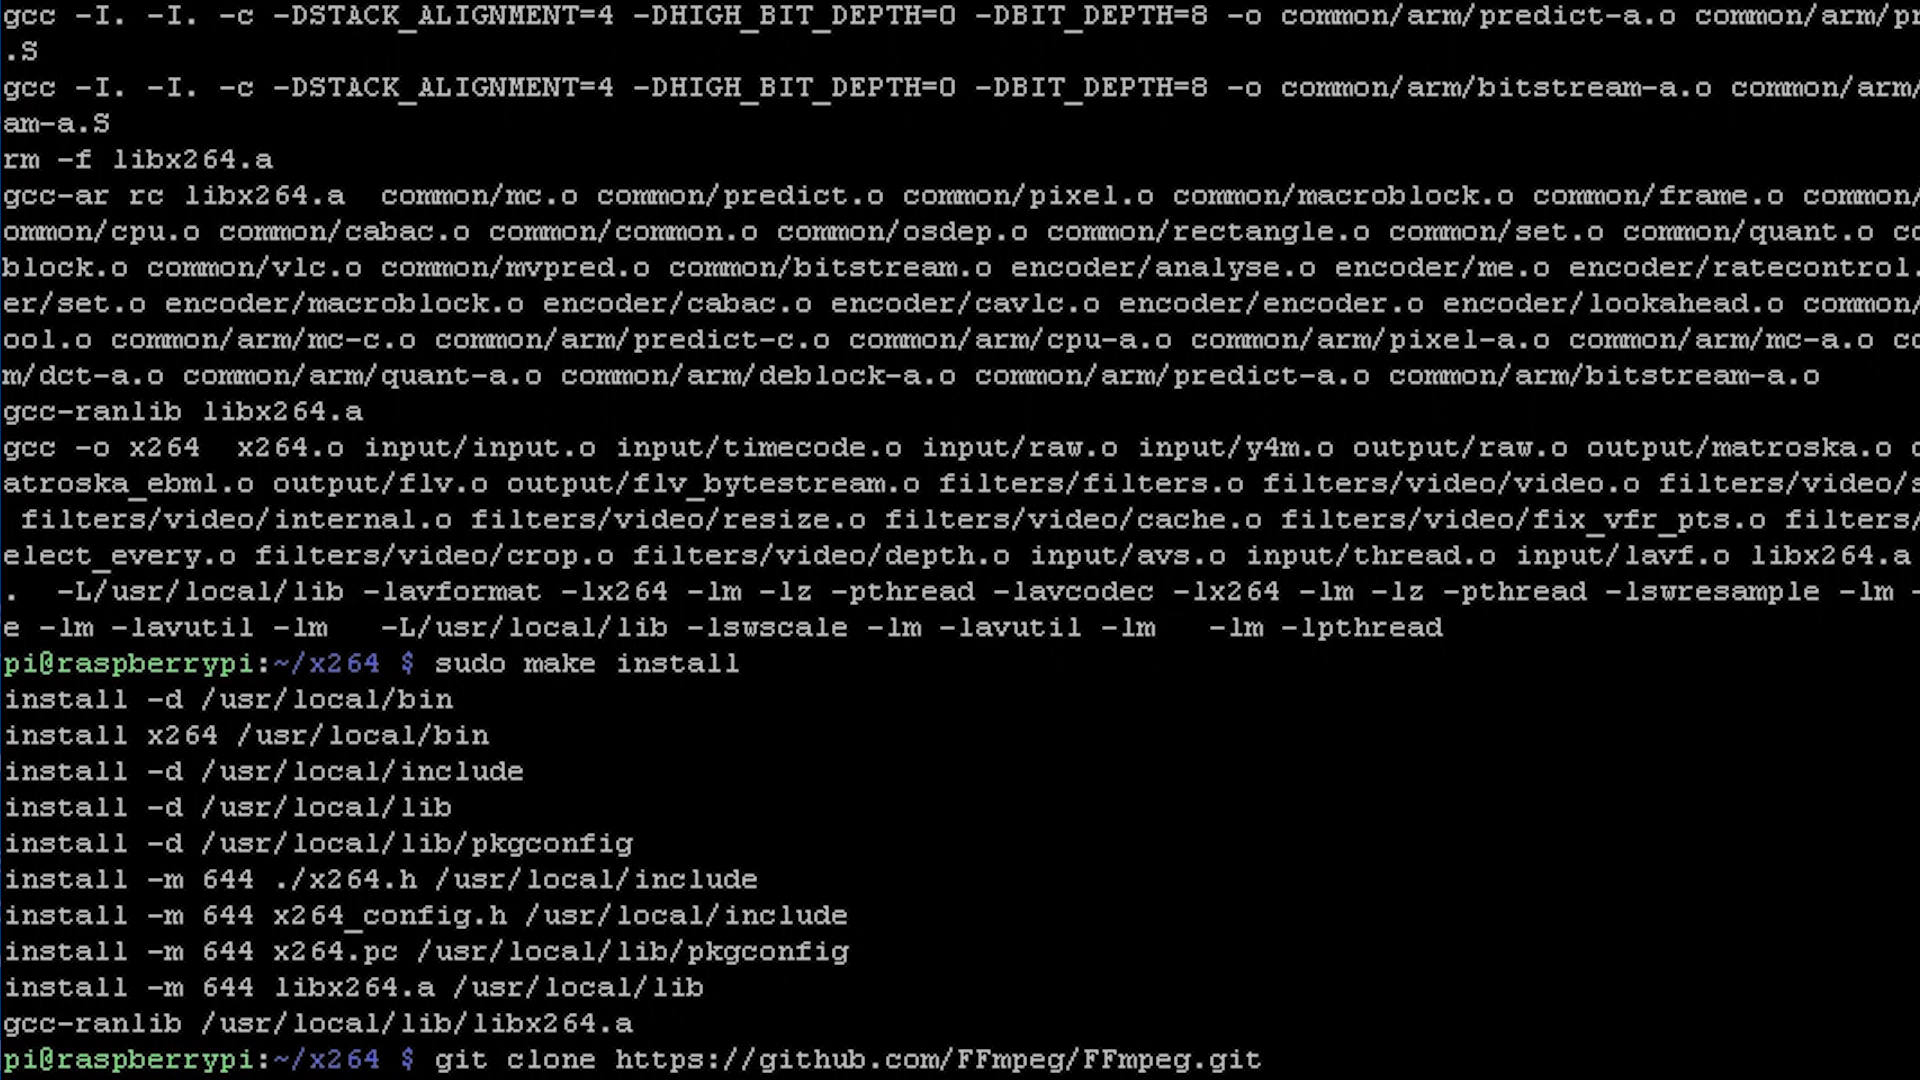 gcc -I. -I. -c -DSTACK_ALIGNMENT=4 -DHIGH_BIT_DEPTH=0 -DBIT_DEPTH=8 -o common/arm/predict-a.o common/arm/pr
.S
gcc -I. -I. -c -DSTACK_ALIGNMENT=4 -DHIGH_BIT_DEPTH=0 -DBIT_DEPTH=8 -o common/arm/bitstream-a.o common/arm/
am-a.S
rm -f libx264.a
gcc-ar rc libx264.a  common/mc.o common/predict.o common/pixel.o common/macroblock.o common/frame.o common/
ommon/cpu.o common/cabac.o common/common.o common/osdep.o common/rectangle.o common/set.o common/quant.o co
block.o common/vlc.o common/mvpred.o common/bitstream.o encoder/analyse.o encoder/me.o encoder/ratecontrol.
er/set.o encoder/macroblock.o encoder/cabac.o encoder/cavlc.o encoder/encoder.o encoder/lookahead.o common/
ool.o common/arm/mc-c.o common/arm/predict-c.o common/arm/cpu-a.o common/arm/pixel-a.o common/arm/mc-a.o co
m/dct-a.o common/arm/quant-a.o common/arm/deblock-a.o common/arm/predict-a.o common/arm/bitstream-a.o
gcc-ranlib libx264.a
gcc -o x264  x264.o input/input.o input/timecode.o input/raw.o input/y4m.o output/raw.o output/matroska.o o
atroska_ebml.o output/flv.o output/flv_bytestream.o filters/filters.o filters/video/video.o filters/video/s
 filters/video/internal.o filters/video/resize.o filters/video/cache.o filters/video/fix_vfr_pts.o filters/
elect_every.o filters/video/crop.o filters/video/depth.o input/avs.o input/thread.o input/lavf.o libx264.a
.  -L/usr/local/lib -lavformat -lx264 -lm -lz -pthread -lavcodec -lx264 -lm -lz -pthread -lswresample -lm -
e -lm -lavutil -lm   -L/usr/local/lib -lswscale -lm -lavutil -lm   -lm -lpthread
pi@raspberrypi:~/x264 $ sudo make install
install -d /usr/local/bin
install x264 /usr/local/bin
install -d /usr/local/include
install -d /usr/local/lib
install -d /usr/local/lib/pkgconfig
install -m 644 ./x264.h /usr/local/include
install -m 644 x264_config.h /usr/local/include
install -m 644 x264.pc /usr/local/lib/pkgconfig
install -m 644 libx264.a /usr/local/lib
gcc-ranlib /usr/local/lib/libx264.a
pi@raspberrypi:~/x264 $ git clone https://github.com/FFmpeg/FFmpeg.git